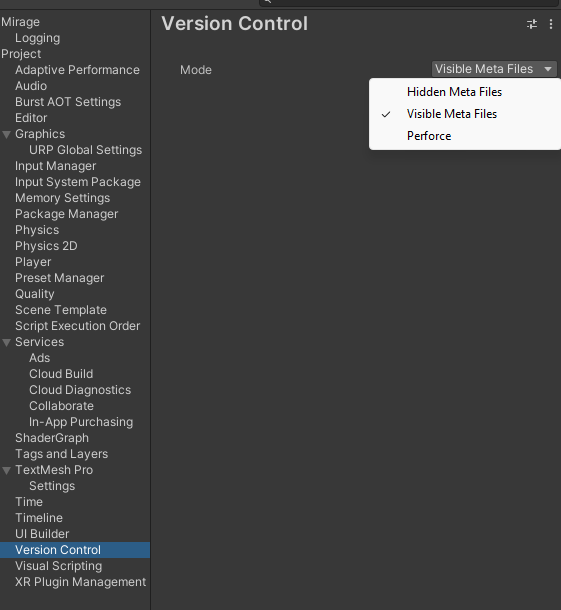 Mirage
Logging
Project
Adaptive Performance
Audio
Burst AOT Settings
Editor
Graphics
URP Global Settings
Input Manager
Input System Package
Memory Settings
Package Manager
Physics
Physics 2D
Player
Preset Manager
Quality
Scene Template
Script Execution Order
Services
Ads
Cloud Build
Cloud Diagnostics
Collaborate
In-App Purchasing
ShaderGraph
Tags and Layers
TextMesh Pro
Settings
Time
Timeline
UI Builder
Version Control
Visual Scripting
XR Plugin Management
Version Control
Mode
Visible Meta Files
Hidden Meta Files
Visible Meta Files
Perforce